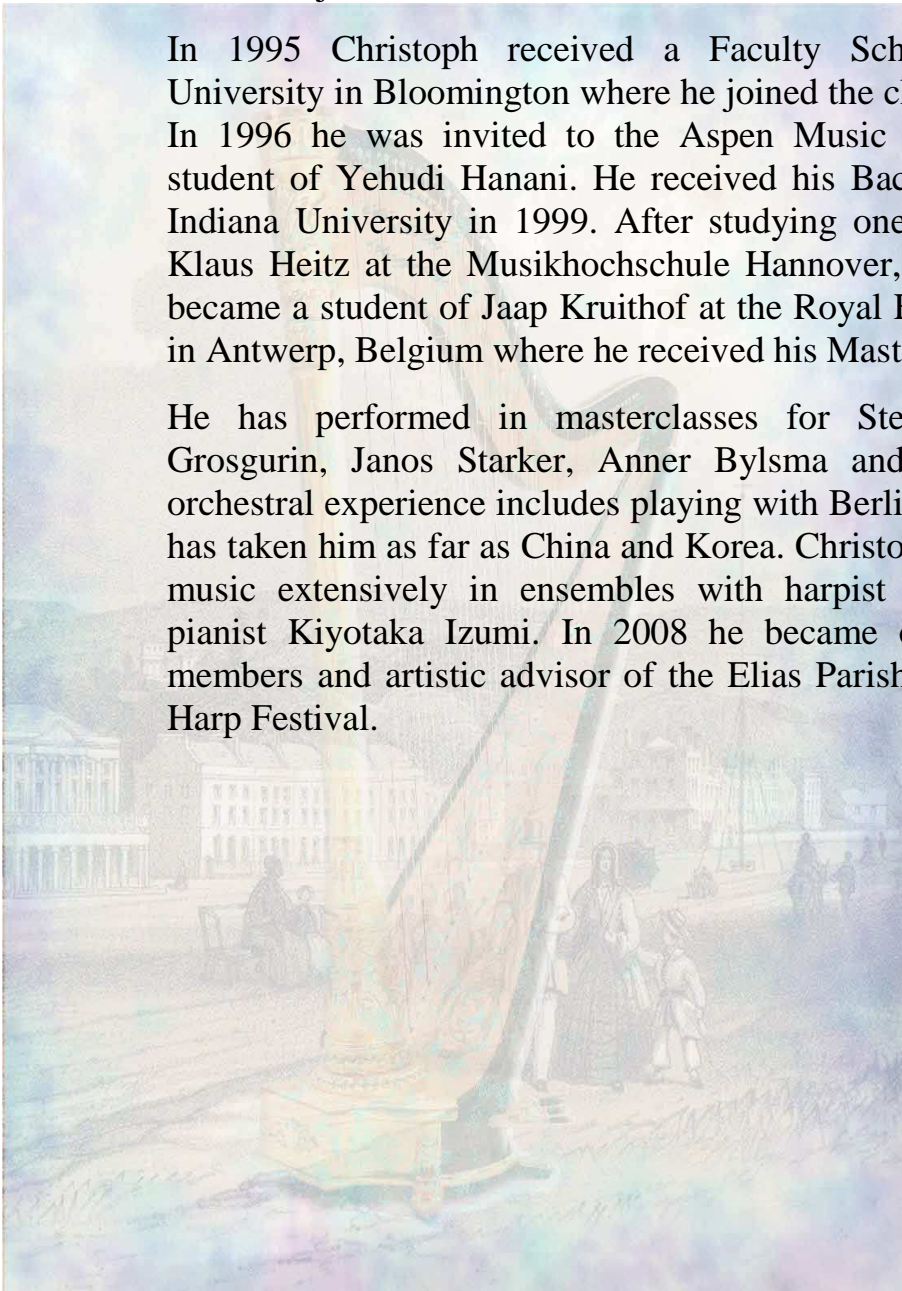 In 1995 Christoph received a Faculty Sch
University in Bloomington where he joined the c
In 1996 he was invited to the Aspen Music
student of Yehudi Hanani. He received his Bac
Indiana University in 1999. After studying one
Klaus Heitz at the Musikhochschule Hannover,
became a student of Jaap Kruithof at the Royal
in Antwerp, Belgium where he received his Mast
He has performed in masterclasses for Ste
Grosgurin, Janos Starker, Anner Bylsma and
orchestral experience includes playing with Berli
has taken him as far as China and Korea. Christo
music extensively in ensembles with harpist
pianist Kiyotaka Izumi. In 2008 he became
members and artistic advisor of the Elias Parish
Harp Festival.